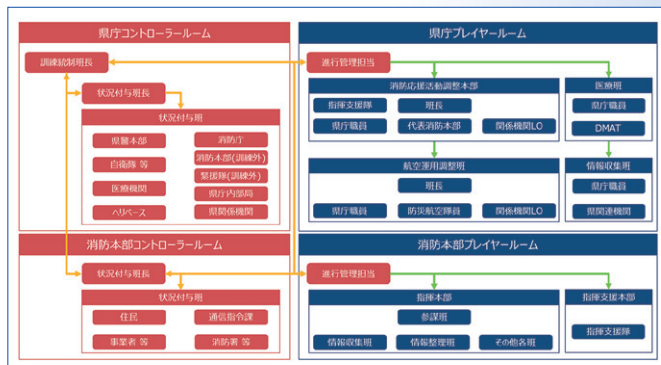 県庁コントローラールーム
訓練統制班長
状況付与班長
状況付与班
県警本部
自衛隊 等
医療機関
ヘリベース
消防庁
消防本部(訓練外)
緊援隊(訓練外)
県庁内部局
県関係機関
県庁プレイヤールーム
進行管理担当
消防応援活動調整本部
指揮支援隊
班長
県庁職員
代表消防本部
関係機関LO
医療班
県庁職員
DMAT
航空運用調整班
班長
県庁職員
防災航空隊員
関係機関LO
情報収集班
県庁職員
県関連機関
消防本部コントローラールーム
状況付与班長
状況付与班
住民
通信指令課
事業者 等
消防署 等
消防本部プレイヤールーム
進行管理担当
指揮本部
参謀班
情報収集班
情報整理班
その他各班
指揮支援本部
指揮支援隊